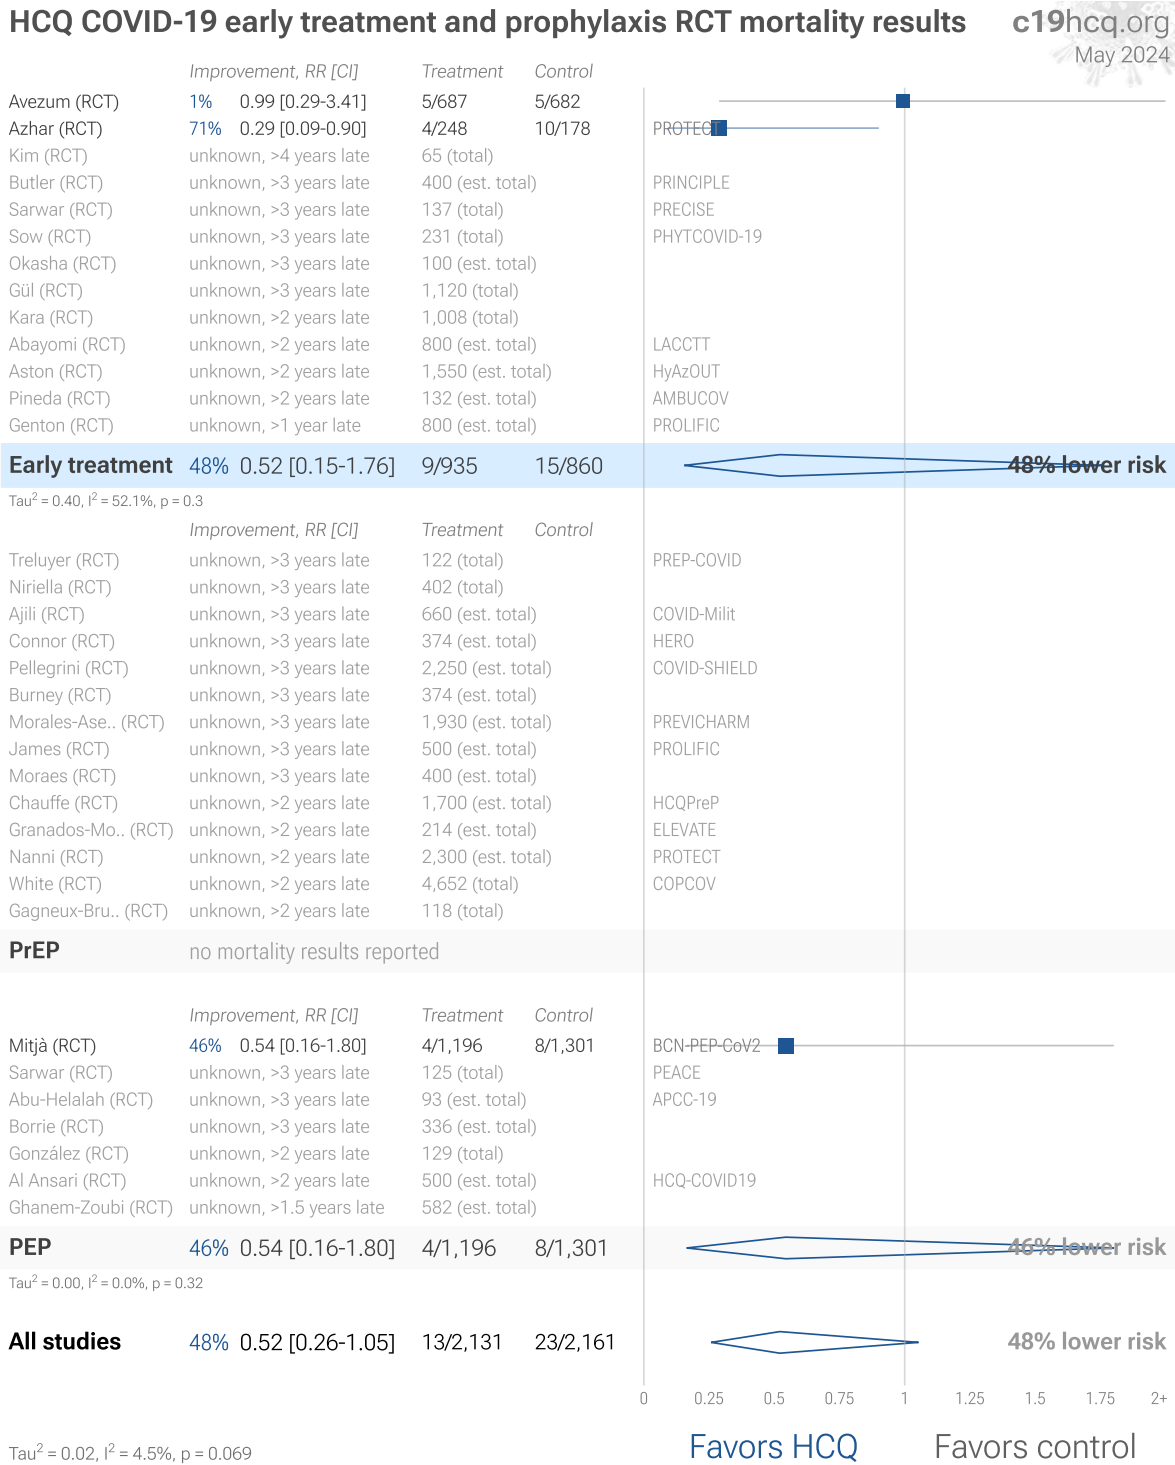 HCQ COVID-19 early treatment and prophylaxis RCT mortality results c19hcq.org
May 2024
Improvement, RR [CI] Treatment Control
Avezum (RCT) 1% 0.99 [0.29-3.41] 5/687 5/682
Azhar (RCT) 71% 0.29 [0.09-0.90] 4/248 10/178 PROTECT
Kim (RCT) unknown, >4 years late 65 (total)
Butler (RCT) unknown, >3 years late 400 (est. total) PRINCIPLE
Sarwar (RCT) unknown, >3 years late 137 (total) PRECISE
Sow (RCT) unknown, >3 years late 231 (total) PHYTCOVID-19
Okasha (RCT) unknown, >3 years late 100 (est. total)
Gül (RCT) unknown, >3 years late 1,120 (total)
Kara (RCT) unknown, >2 years late 1,008 (total)
Abayomi (RCT) unknown, >2 years late 800 (est. total) LACCTT
Aston (RCT) unknown, >2 years late 1,550 (est. total) HyAzOUT
Pineda (RCT) unknown, >2 years late 132 (est. total) AMBUCOV
Genton (RCT) unknown, >1 year late 800 (est. total) PROLIFIC
Early treatment 48% 0.52 [0.15-1.76] 9/935 15/860 48% lower risk
Tau² = 0.40, I² = 52.1%, p = 0.3
Improvement, RR [CI] Treatment Control
Treluyer (RCT) unknown, >3 years late 122 (total) PREP-COVID
Niriella (RCT) unknown, >3 years late 402 (total)
Ajili (RCT) unknown, >3 years late 660 (est. total) COVID-Milit
Connor (RCT) unknown, >3 years late 374 (est. total) HERO
Pellegrini (RCT) unknown, >3 years late 2,250 (est. total) COVID-SHIELD
Burney (RCT) unknown, >3 years late 374 (est. total)
Morales-Ase.. (RCT) unknown, >3 years late 1,930 (est. total) PREVICHARM
James (RCT) unknown, >3 years late 500 (est. total) PROLIFIC
Moraes (RCT) unknown, >3 years late 400 (est. total)
Chauffe (RCT) unknown, >2 years late 1,700 (est. total) HCQPreP
Granados-Mo.. (RCT) unknown, >2 years late 214 (est. total) ELEVATE
Nanni (RCT) unknown, >2 years late 2,300 (est. total) PROTECT
White (RCT) unknown, >2 years late 4,652 (total) COPCOV
Gagneux-Bru.. (RCT) unknown, >2 years late 118 (total)
PrEP no mortality results reported
Improvement, RR [CI] Treatment Control
Mitjà (RCT) 46% 0.54 [0.16-1.80] 4/1,196 8/1,301 BCN-PEP-CoV2
Sarwar (RCT) unknown, >3 years late 125 (total) PEACE
Abu-Helalah (RCT) unknown, >3 years late 93 (est. total) APCC-19
Borrie (RCT) unknown, >3 years late 336 (est. total)
González (RCT) unknown, >2 years late 129 (total)
Al Ansari (RCT) unknown, >2 years late 500 (est. total) HCQ-COVID19
Ghanem-Zoubi (RCT) unknown, >1.5 years late 582 (est. total)
PEP 46% 0.54 [0.16-1.80] 4/1,196 8/1,301 46% lower risk
Tau² = 0.00, I² = 0.0%, p = 0.32
All studies 48% 0.52 [0.26-1.05] 13/2,131 23/2,161 48% lower risk
0 0.25 0.5 0.75 1 1.25 1.5 1.75 2+
Tau² = 0.02, I² = 4.5%, p = 0.069 Favors HCQ Favors control